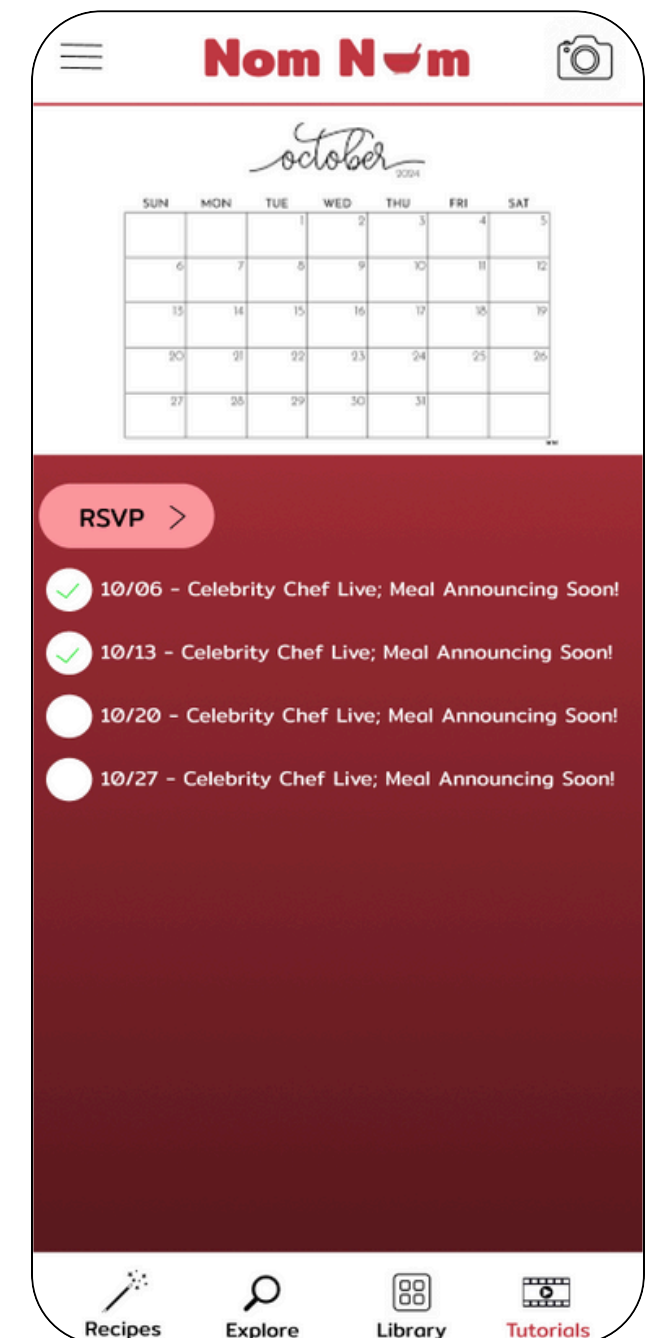 Nom Nom
october
2024
SUN MON TUE WED THU FRI SAT
1 2 3 4 5
6 7 8 9 10 11 12
13 14 15 16 17 18 19
20 21 22 23 24 25 26
27 28 29 30 31
RSVP >
10/06 - Celebrity Chef Live; Meal Announcing Soon!
10/13 - Celebrity Chef Live; Meal Announcing Soon!
10/20 - Celebrity Chef Live; Meal Announcing Soon!
10/27 - Celebrity Chef Live; Meal Announcing Soon!
Recipes Explore Library Tutorials